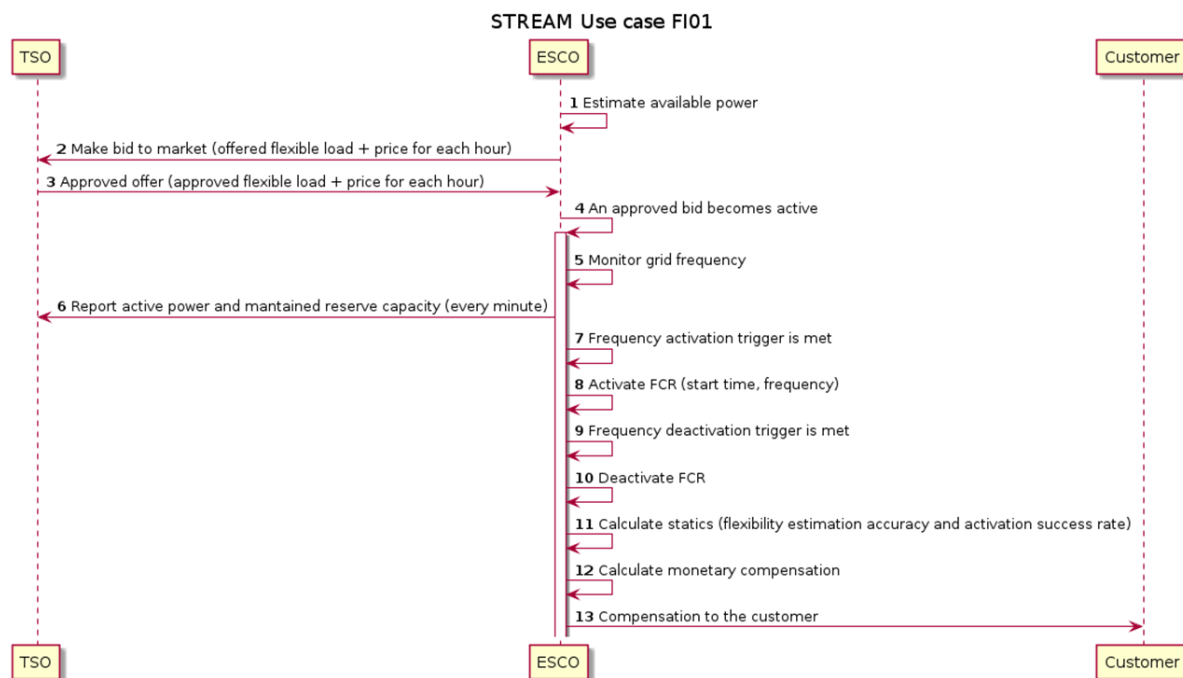 STREAM Use case FI01
TSO
ESCO
Customer
1 Estimate available power
2 Make bid to market (offered flexible load + price for each hour)
3 Approved offer (approved flexible load + price for each hour)
4 An approved bid becomes active
5 Monitor grid frequency
6 Report active power and mantained reserve capacity (every minute)
7 Frequency activation trigger is met
8 Activate FCR (start time, frequency)
9 Frequency deactivation trigger is met
10 Deactivate FCR
11 Calculate statics (flexibility estimation accuracy and activation success rate)
12 Calculate monetary compensation
13 Compensation to the customer
TSO
ESCO
Customer